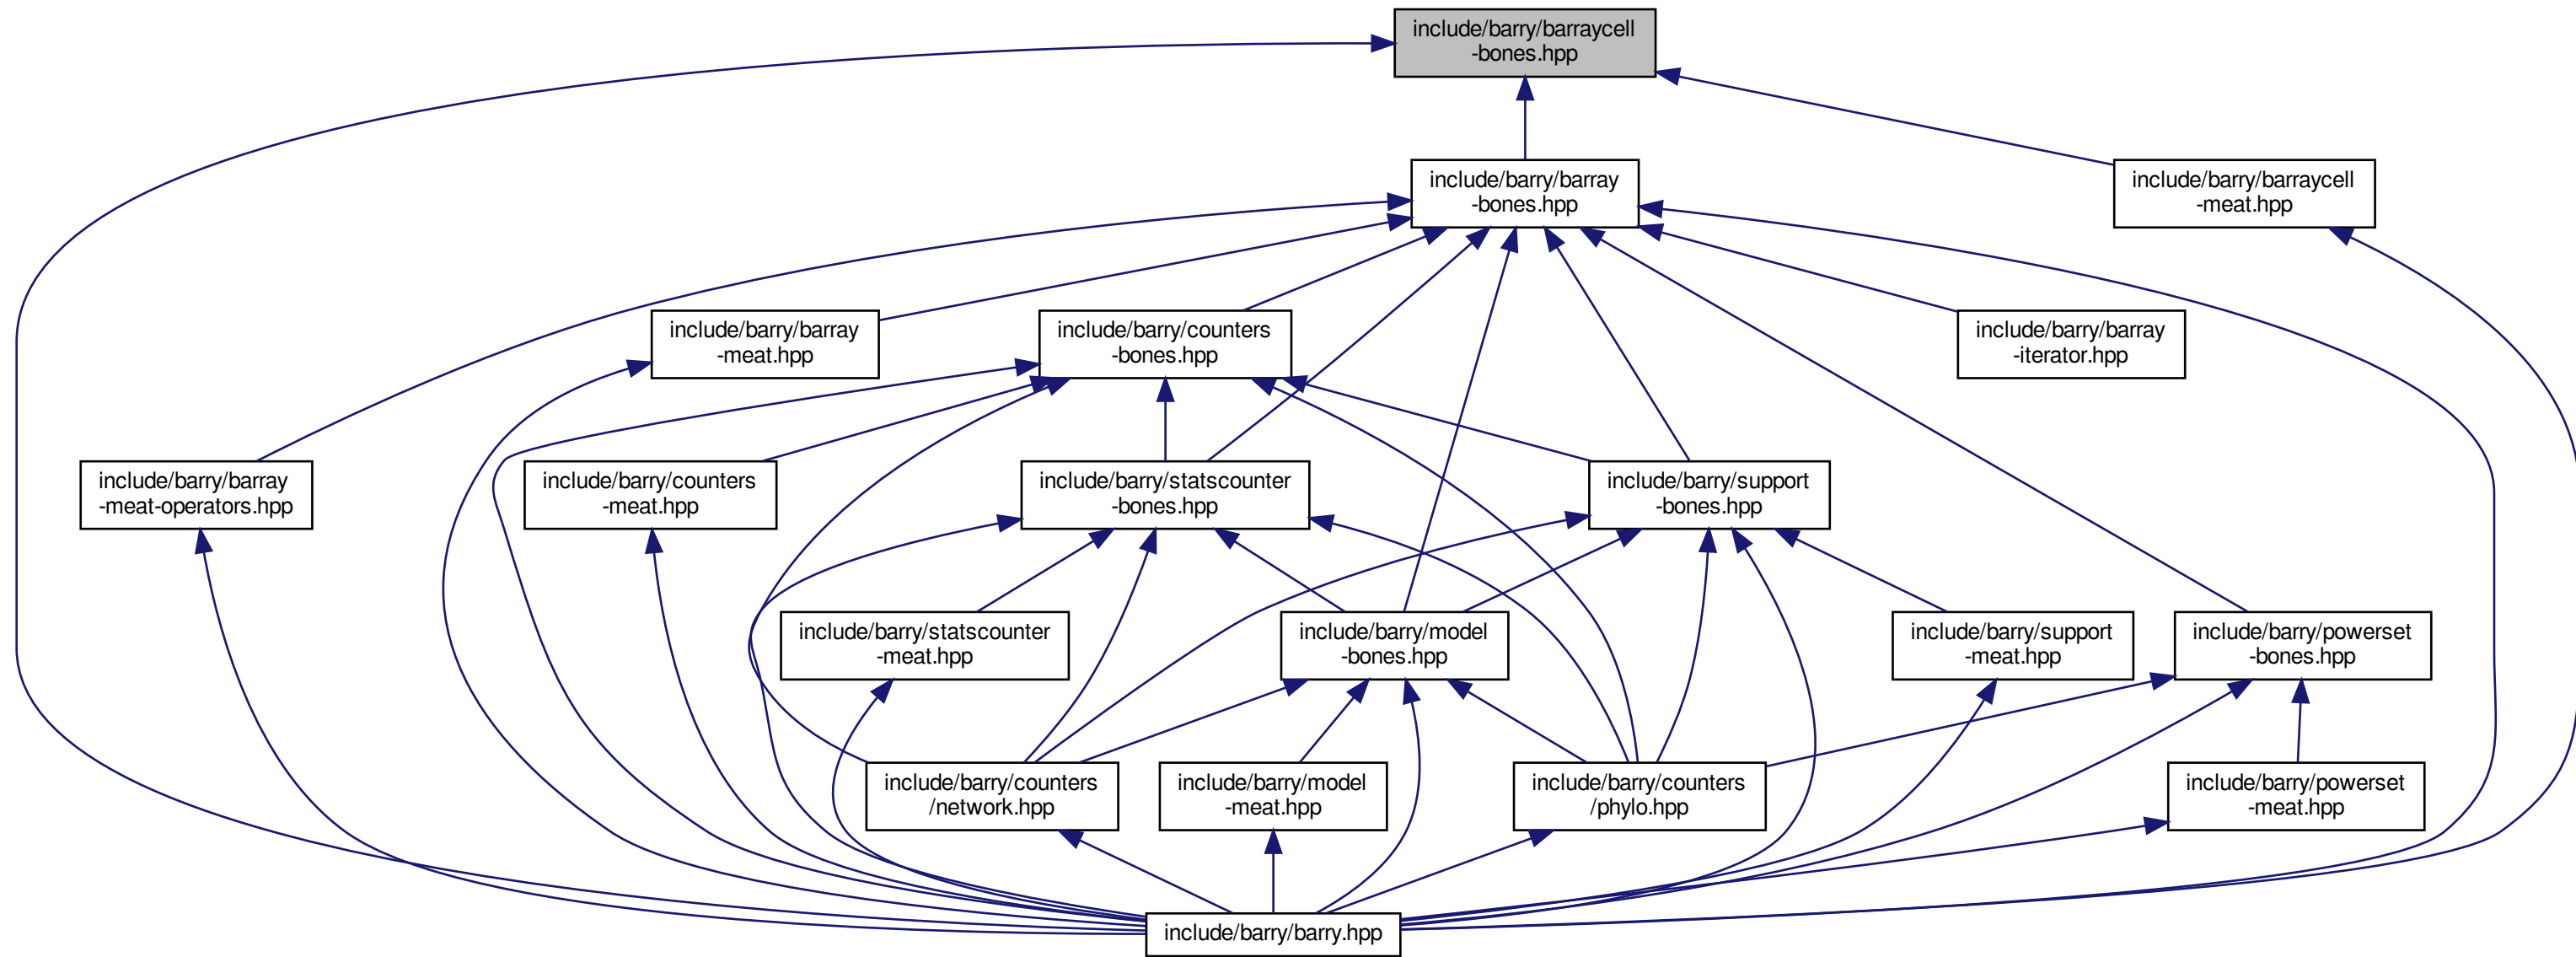 include/barry/barraycell
-bones.hpp
include/barry/barray
-bones.hpp
include/barry/barraycell
-meat.hpp
include/barry/barray
-meat.hpp
include/barry/counters
-bones.hpp
include/barry/barray
-iterator.hpp
include/barry/barray
-meat-operators.hpp
include/barry/counters
-meat.hpp
include/barry/statscounter
-bones.hpp
include/barry/support
-bones.hpp
include/barry/statscounter
-meat.hpp
include/barry/model
-bones.hpp
include/barry/support
-meat.hpp
include/barry/powerset
-bones.hpp
include/barry/counters
/network.hpp
include/barry/model
-meat.hpp
include/barry/counters
/phylo.hpp
include/barry/powerset
-meat.hpp
include/barry/barry.hpp